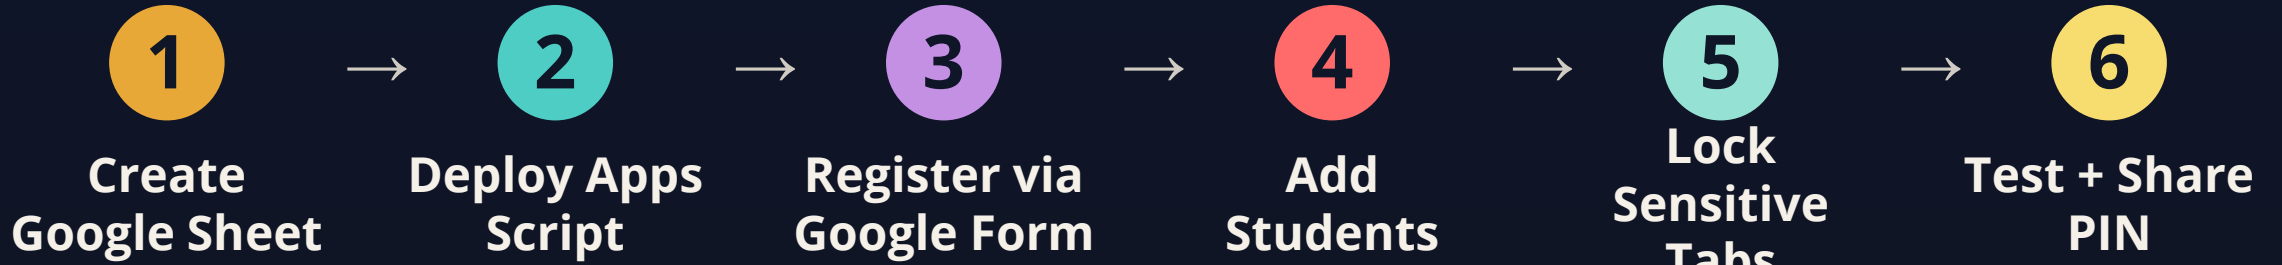 1 → 2 → 3 → 4 → 5 → 6
Create
Google Sheet
Deploy Apps
Script
Register via
Google Form
Add
Students
Lock
Sensitive
Tabs
Test + Share
PIN